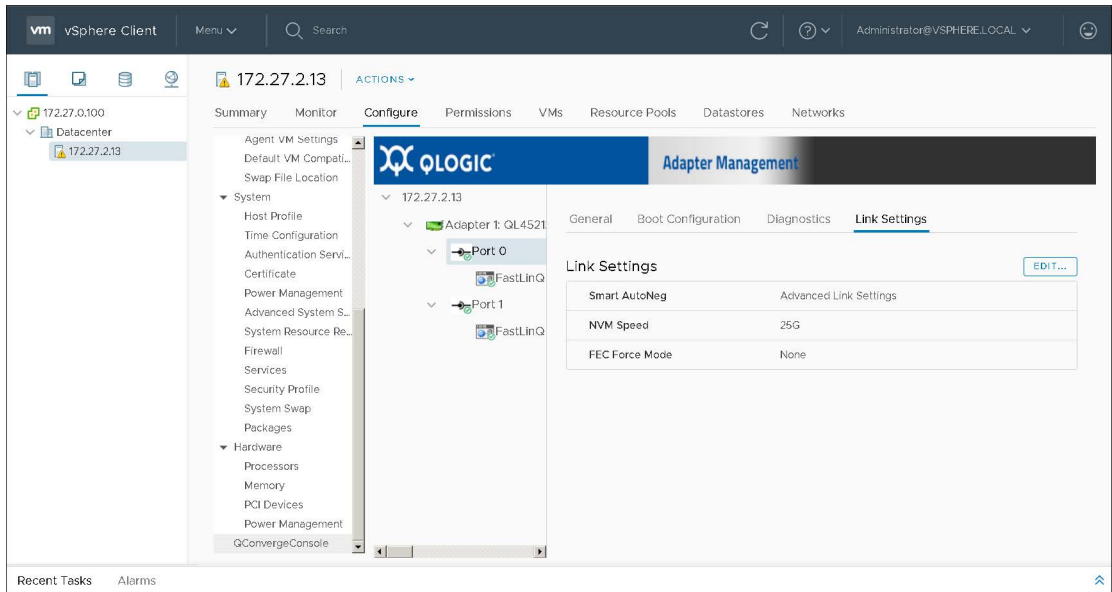 vm vSphere Client Menu Search Administrator@VSPHERE.LOCAL
172.27.2.13 ACTIONS
172.27.0.100
Datacenter
172.27.2.13
Summary Monitor Configure Permissions VMs Resource Pools Datastores Networks
Agent VM Settings
Default VM Compati...
Swap File Location
System
Host Profile
Time Configuration
Authentication Servi...
Certificate
Power Management
Advanced System S...
System Resource Re...
Firewall
Services
Security Profile
System Swap
Packages
Hardware
Processors
Memory
PCI Devices
Power Management
QConvergeConsole
QLOGIC Adapter Management
172.27.2.13
Adapter 1: QL4521
Port 0
FastLinQ
Port 1
FastLinQ
General Boot Configuration Diagnostics Link Settings
Link Settings EDIT...
Smart AutoNeg Advanced Link Settings
NVM Speed 25G
FEC Force Mode None
Recent Tasks Alarms